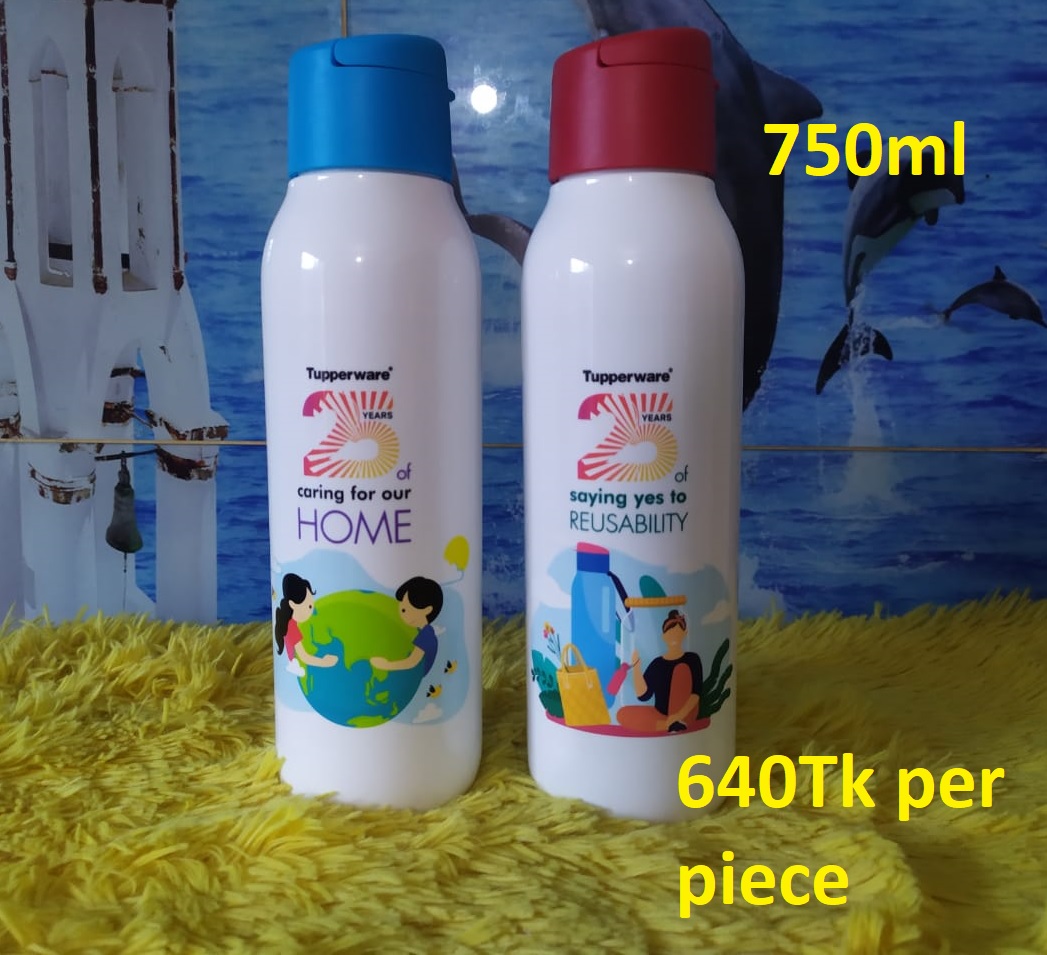 750ml
Tupperware®
25 YEARS
of
caring for our
HOME
Tupperware®
25 YEARS
of
saying yes to
REUSABILITY
640Tk per
piece